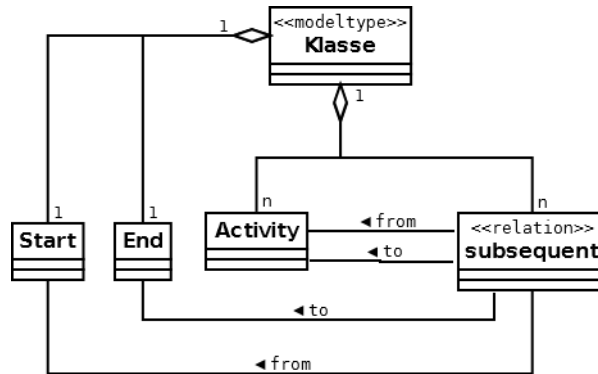 <<modeltype>>
Klasse
1
1
n
n
1
1
Start
End
Activity
<<relation>>
subsequent
◄ from
◄ to
◄ to
◄ from